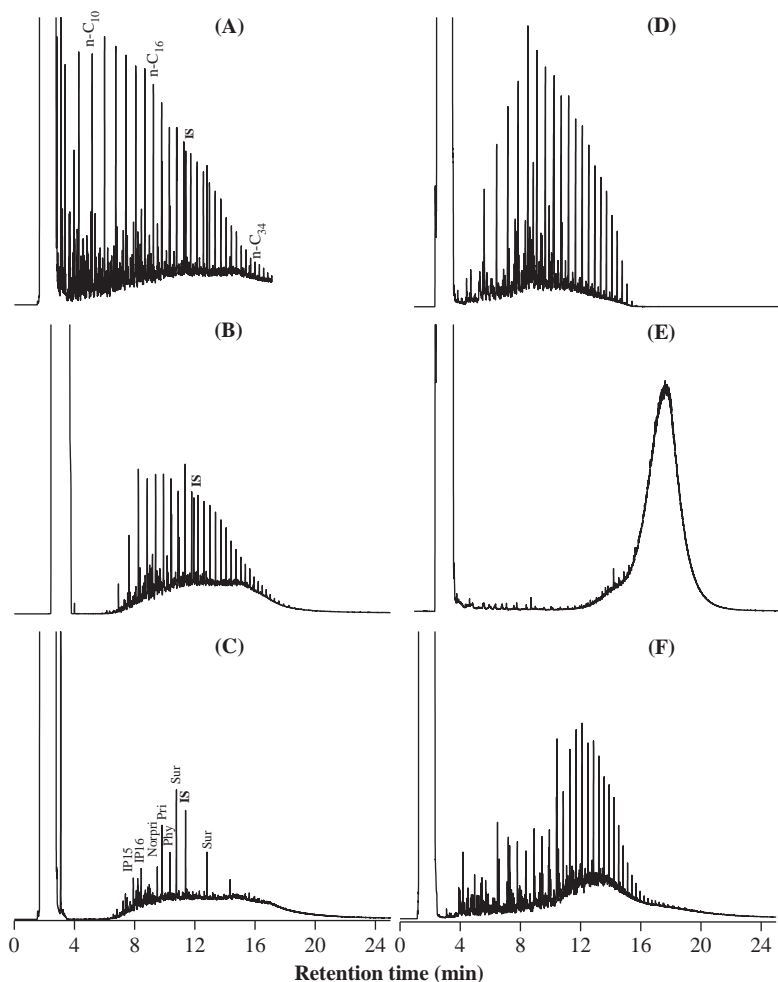 (A)
n-C₁₀
n-C₁₆
IS
n-C₃₄
(D)
(B)
IS
(E)
(C)
IP15
IP16
Norpri
Pri
Phy
Sur
IS
Sur
(F)
0 4 8 12 16 20 24
0 4 8 12 16 20 24
Retention time (min)